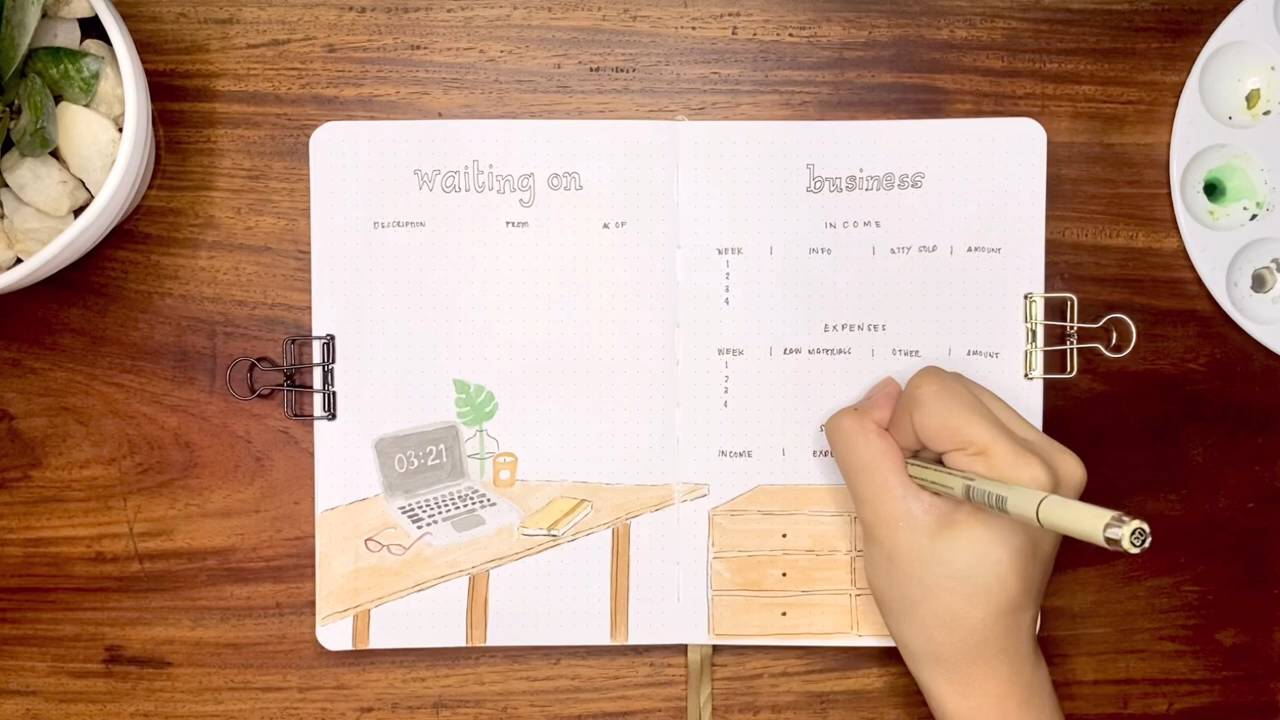 waiting on
DESCRIPTION FROM AS OF
03:21
business
INCOME
WEEK | INFO | QTY SOLD | AMOUNT
1
2
3
4
EXPENSES
WEEK | RAW MATERIALS | OTHER | AMOUNT
1
2
3
4
INCOME |